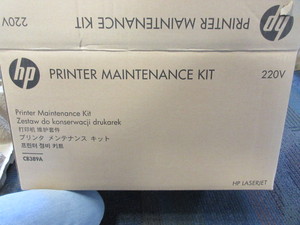 PRINTER MAINTENANCE KIT
hp
hp PRINTER MAINTENANCE KIT 220V
Printer Maintenance Kit
Zestaw do konserwacji drukarek
打印机 维护套件
プリンタ メンテナンス キット
프린터 정비 키트
CB389A
HP LASERJET